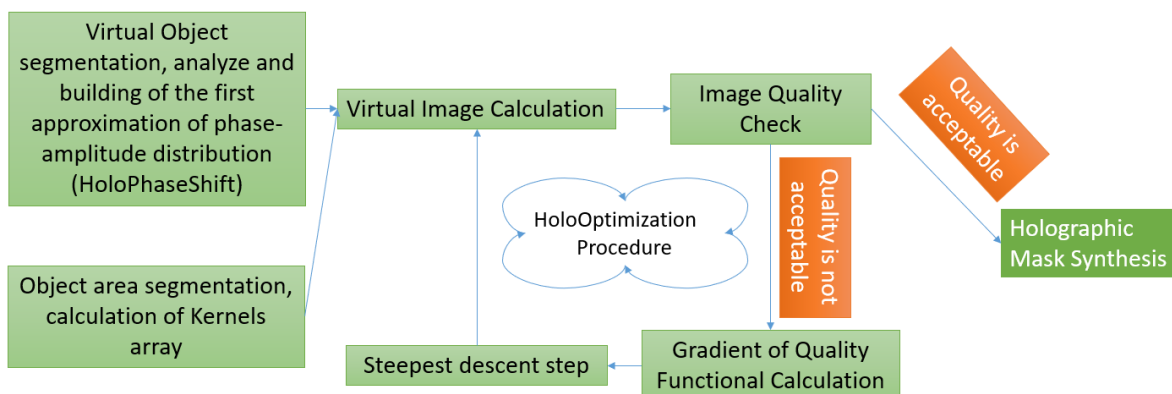 Virtual Object
segmentation, analyze and
building of the first
approximation of phase-
amplitude distribution
(HoloPhaseShift)
Object area segmentation,
calculation of Kernels
array
Virtual Image Calculation
Image Quality
Check
Quality is
acceptable
Quality is not
acceptable
HoloOptimization
Procedure
Holographic
Mask Synthesis
Gradient of Quality
Functional Calculation
Steepest descent step